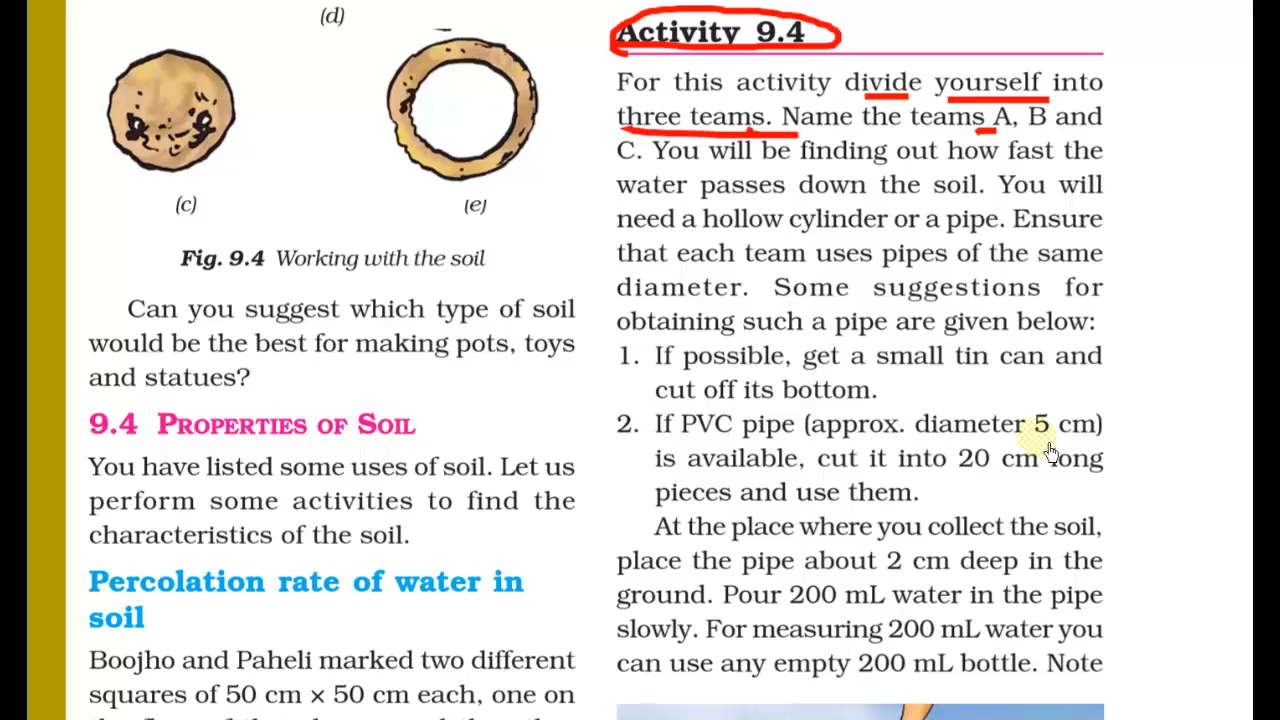 (d)
(c)
(e)
Fig. 9.4 Working with the soil
Can you suggest which type of soil
would be the best for making pots, toys
and statues?
9.4 PROPERTIES OF SOIL
You have listed some uses of soil. Let us
perform some activities to find the
characteristics of the soil.
Percolation rate of water in
soil
Boojho and Paheli marked two different
squares of 50 cm × 50 cm each, one on
Activity 9.4
For this activity divide yourself into
three teams. Name the teams A, B and
C. You will be finding out how fast the
water passes down the soil. You will
need a hollow cylinder or a pipe. Ensure
that each team uses pipes of the same
diameter. Some suggestions for
obtaining such a pipe are given below:
1. If possible, get a small tin can and
cut off its bottom.
2. If PVC pipe (approx. diameter 5 cm)
is available, cut it into 20 cm long
pieces and use them.
At the place where you collect the soil,
place the pipe about 2 cm deep in the
ground. Pour 200 mL water in the pipe
slowly. For measuring 200 mL water you
can use any empty 200 mL bottle. Note